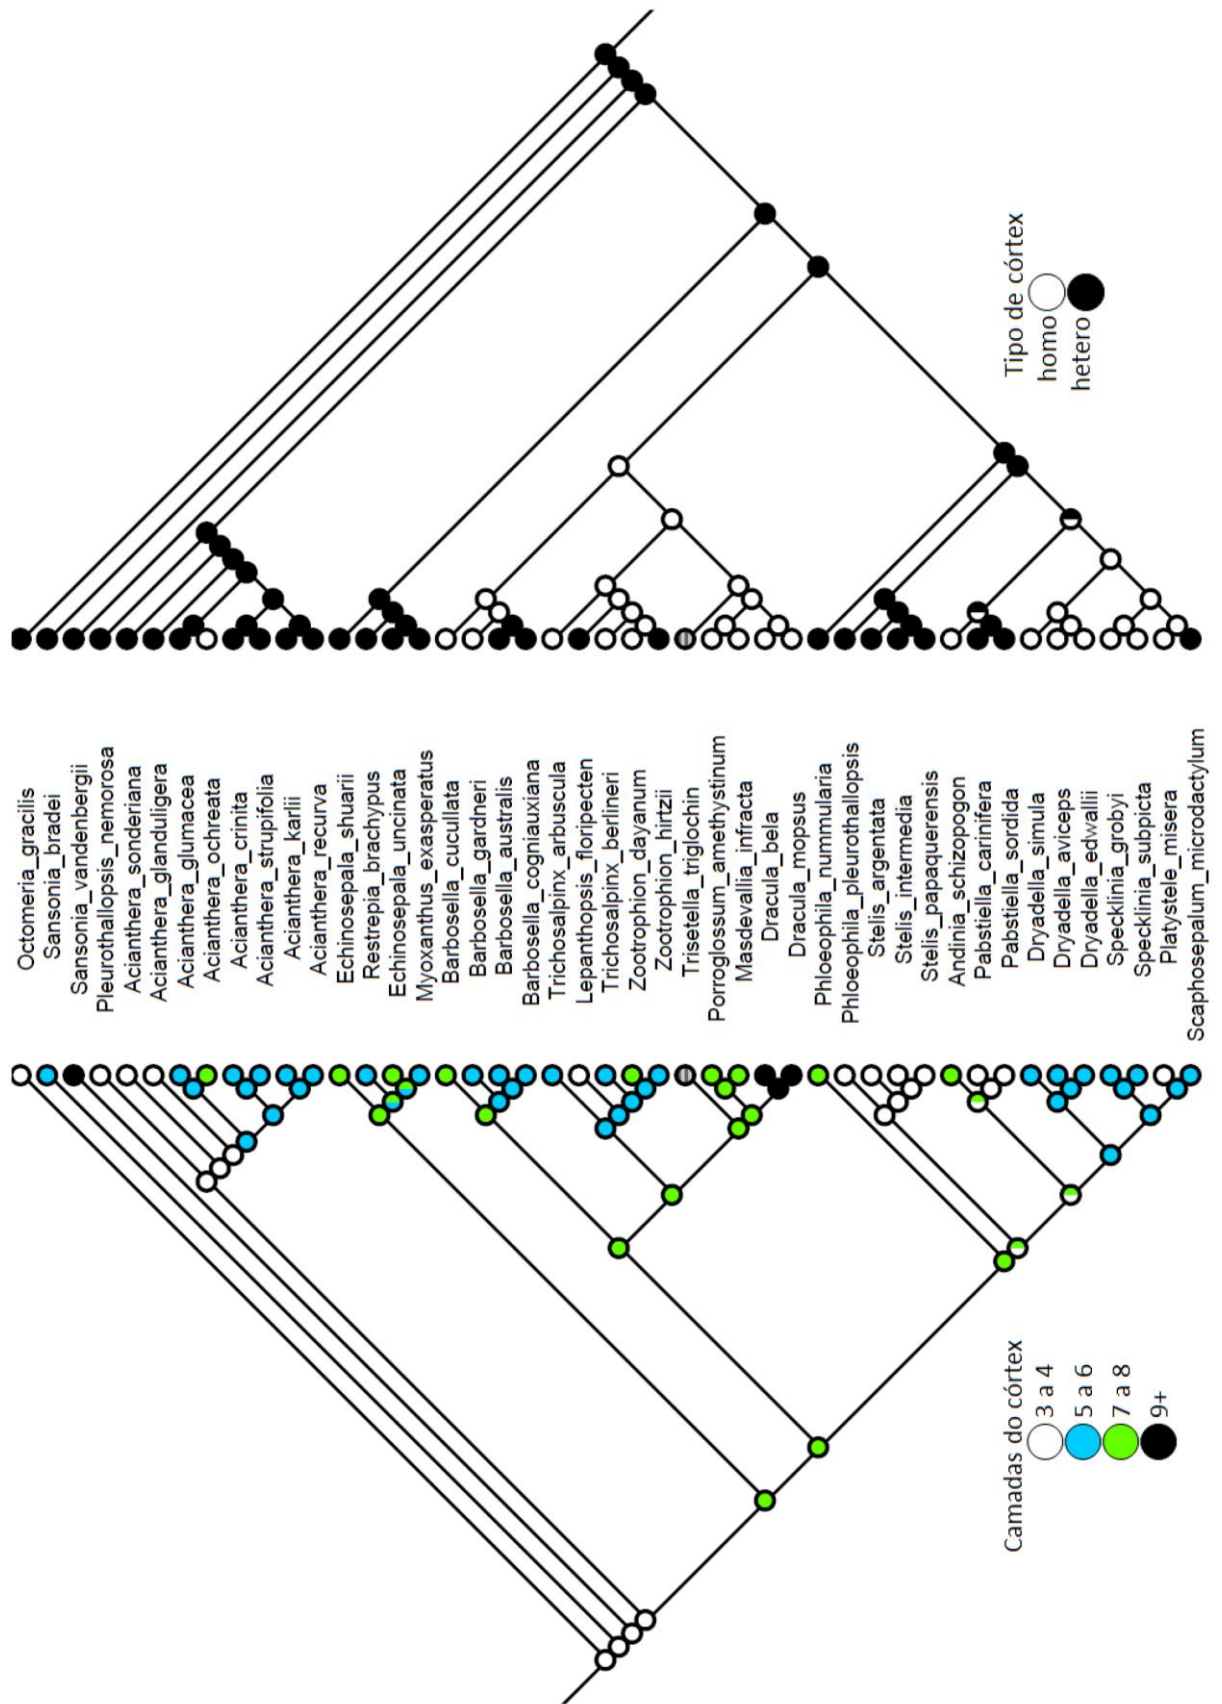 Octomeria_gracilis
Sansonia_bradei
Sansonia_vandenbergii
Pleurothallopsis_nemorosa
Acianthera_sonderiana
Acianthera_glanduligera
Acianthera_glumacea
Acianthera_ochreata
Acianthera_crinita
Acianthera_strupifolia
Acianthera_karlii
Acianthera_recurva
Echinosepala_shuarii
Restrepia_brachypus
Echinosepala_uncinata
Myoxanthus_exasperatus
Barbosella_cucullata
Barbosella_gardneri
Barbosella_australis
Barbosella_cogniauxiana
Trichosalpinx_arbuscula
Lepanthopsis_floripecten
Trichosalpinx_berlineri
Zootrophion_dayanum
Zootrophion_hirtzii
Trisetella_triglochin
Porroglossum_amethystinum
Masdevallia_infracta
Dracula_bela
Dracula_mopsus
Phloeophila_nummularia
Phloeophila_pleurothallopsis
Stelis_argentata
Stelis_intermedia
Stelis_papaquerensis
Andinia_schizopogon
Pabstiella_carinifera
Pabstiella_sordida
Dryadella_simula
Dryadella_aviceps
Dryadella_edwallii
Specklinia_grobyi
Specklinia_subpicta
Platystele_misera
Scaphosepalum_microdactylum
Tipo de córtex
homo
hetero
Camadas do córtex
3 a 4
5 a 6
7 a 8
9+